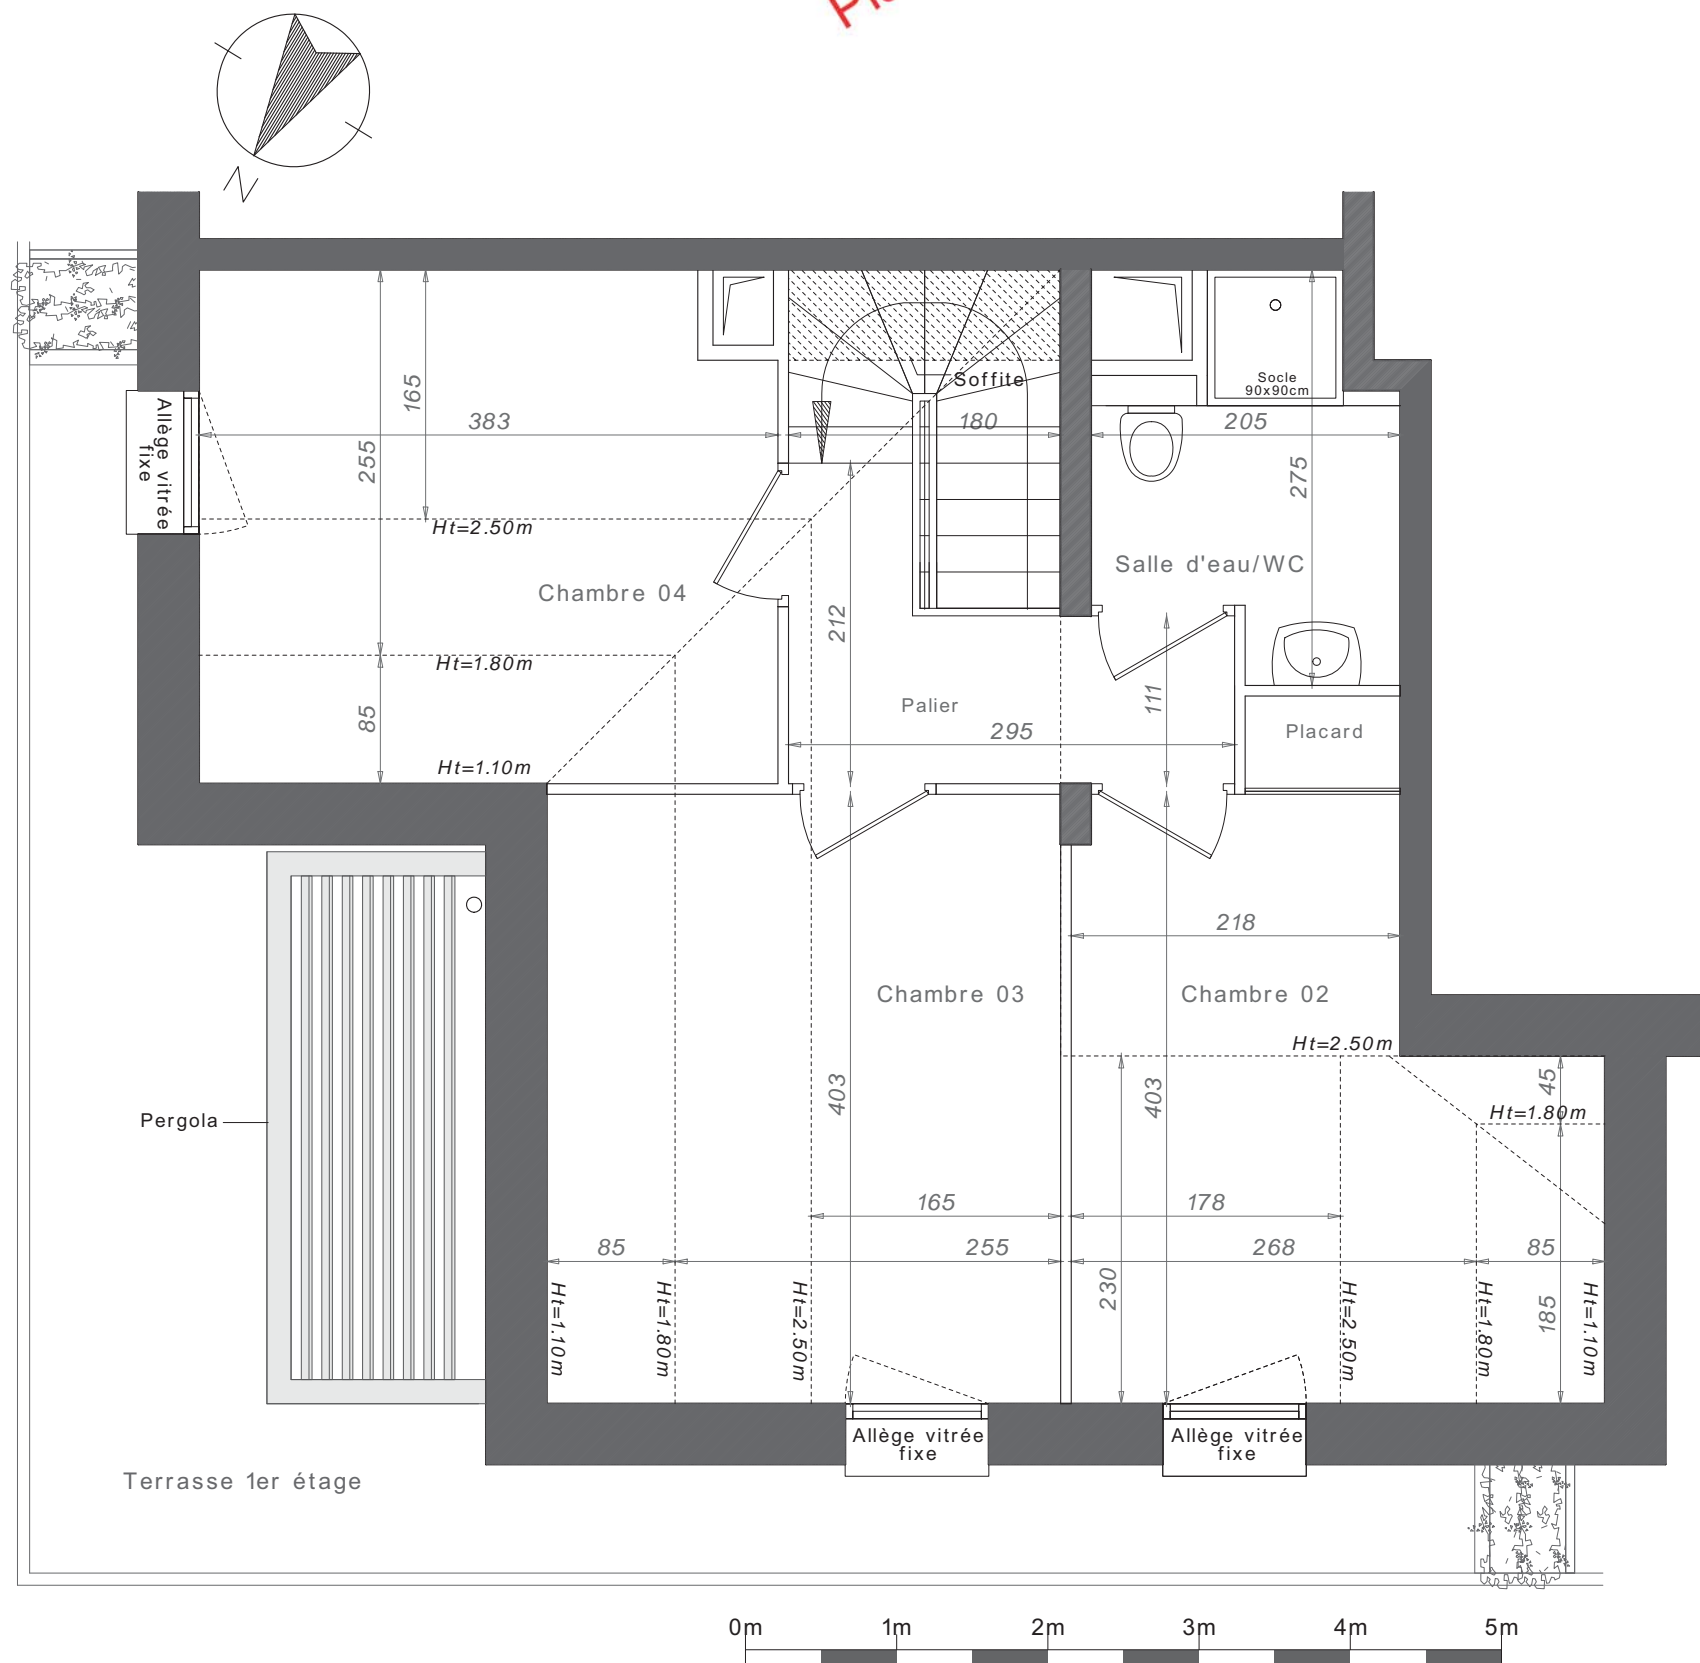 N
Soffite
Socle
90x90cm
165
383
180
205
255
275
Allège vitrée
fixe
Ht=2.50m
Salle d'eau/WC
Chambre 04
212
Ht=1.80m
111
85
Palier
295
Placard
Ht=1.10m
218
Chambre 03
Chambre 02
Ht=2.50m
45
403
403
Ht=1.80m
Pergola
165
178
85
255
268
85
230
185
Ht=1.10m
Ht=1.80m
Ht=2.50m
Ht=2.50m
Ht=1.80m
Ht=1.10m
Allège vitrée
fixe
Allège vitrée
fixe
Terrasse 1er étage
0m 1m 2m 3m 4m 5m